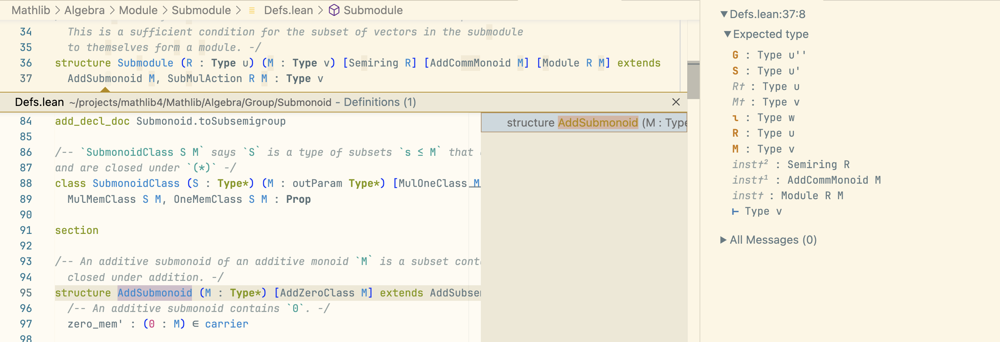 Mathlib > Algebra > Module > Submodule > Defs.lean > Submodule
34 This is a sufficient condition for the subset of vectors in the submodule
35 to themselves form a module. -/
36 structure Submodule (R : Type u) (M : Type v) [Semiring R] [AddCommMonoid M] [Module R M] extends
37 AddSubmonoid M, SubMulAction R M : Type v
Defs.lean ~/projects/mathlib4/Mathlib/Algebra/Group/Submonoid - Definitions (1)
84 add_decl_doc Submonoid.toSubsemigroup
85
86 /-- `SubmonoidClass S M` says `S` is a type of subsets `s ≤ M` that
87 and are closed under `(*)` -/
88 class SubmonoidClass (S : Type*) (M : outParam Type*) [MulOneClass M
89 MulMemClass S M, OneMemClass S M : Prop
90
91 section
92
93 /-- An additive submonoid of an additive monoid `M` is a subset cont
94 closed under addition. -/
95 structure AddSubmonoid (M : Type*) [AddZeroClass M] extends AddSubse
96 /-- An additive submonoid contains `0`. -/
97 zero_mem' : (0 : M) ∈ carrier
98
structure AddSubmonoid (M : Type
▼Defs.lean:37:8
▼Expected type
G : Type u''
S : Type u'
R† : Type u
M† : Type v
ι : Type w
R : Type u
M : Type v
inst†² : Semiring R
inst†¹ : AddCommMonoid M
inst† : Module R M
⊢ Type v
▶All Messages (0)